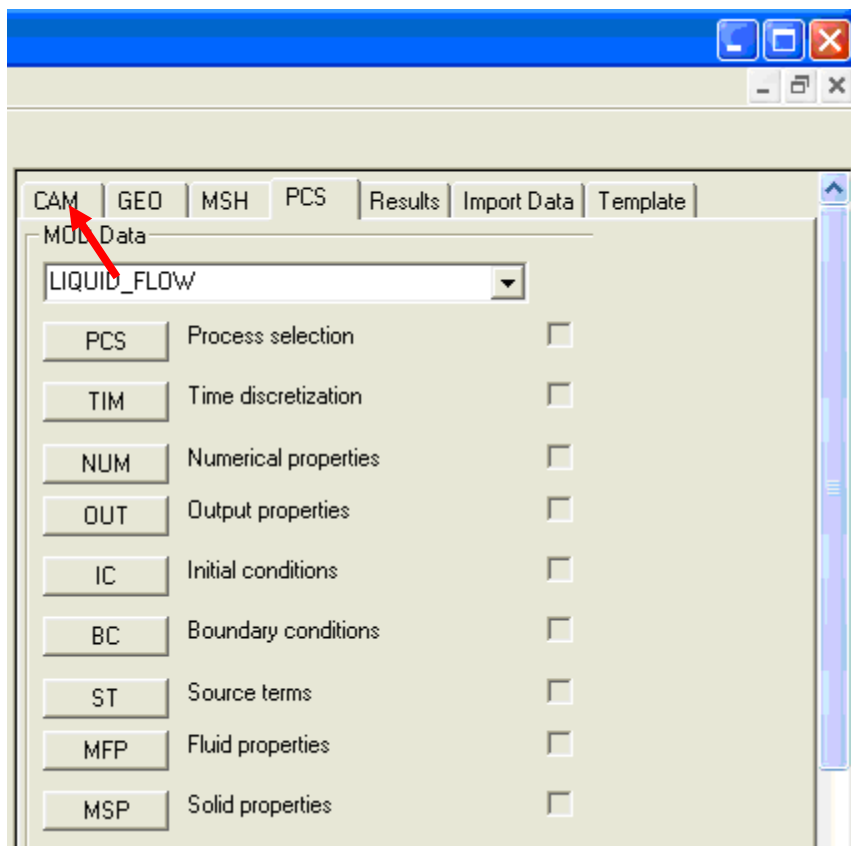 CAM GEO MSH PCS Results Import Data Template
MOD Data
LIQUID_FLOW
PCS Process selection
TIM Time discretization
NUM Numerical properties
OUT Output properties
IC Initial conditions
BC Boundary conditions
ST Source terms
MFP Fluid properties
MSP Solid properties